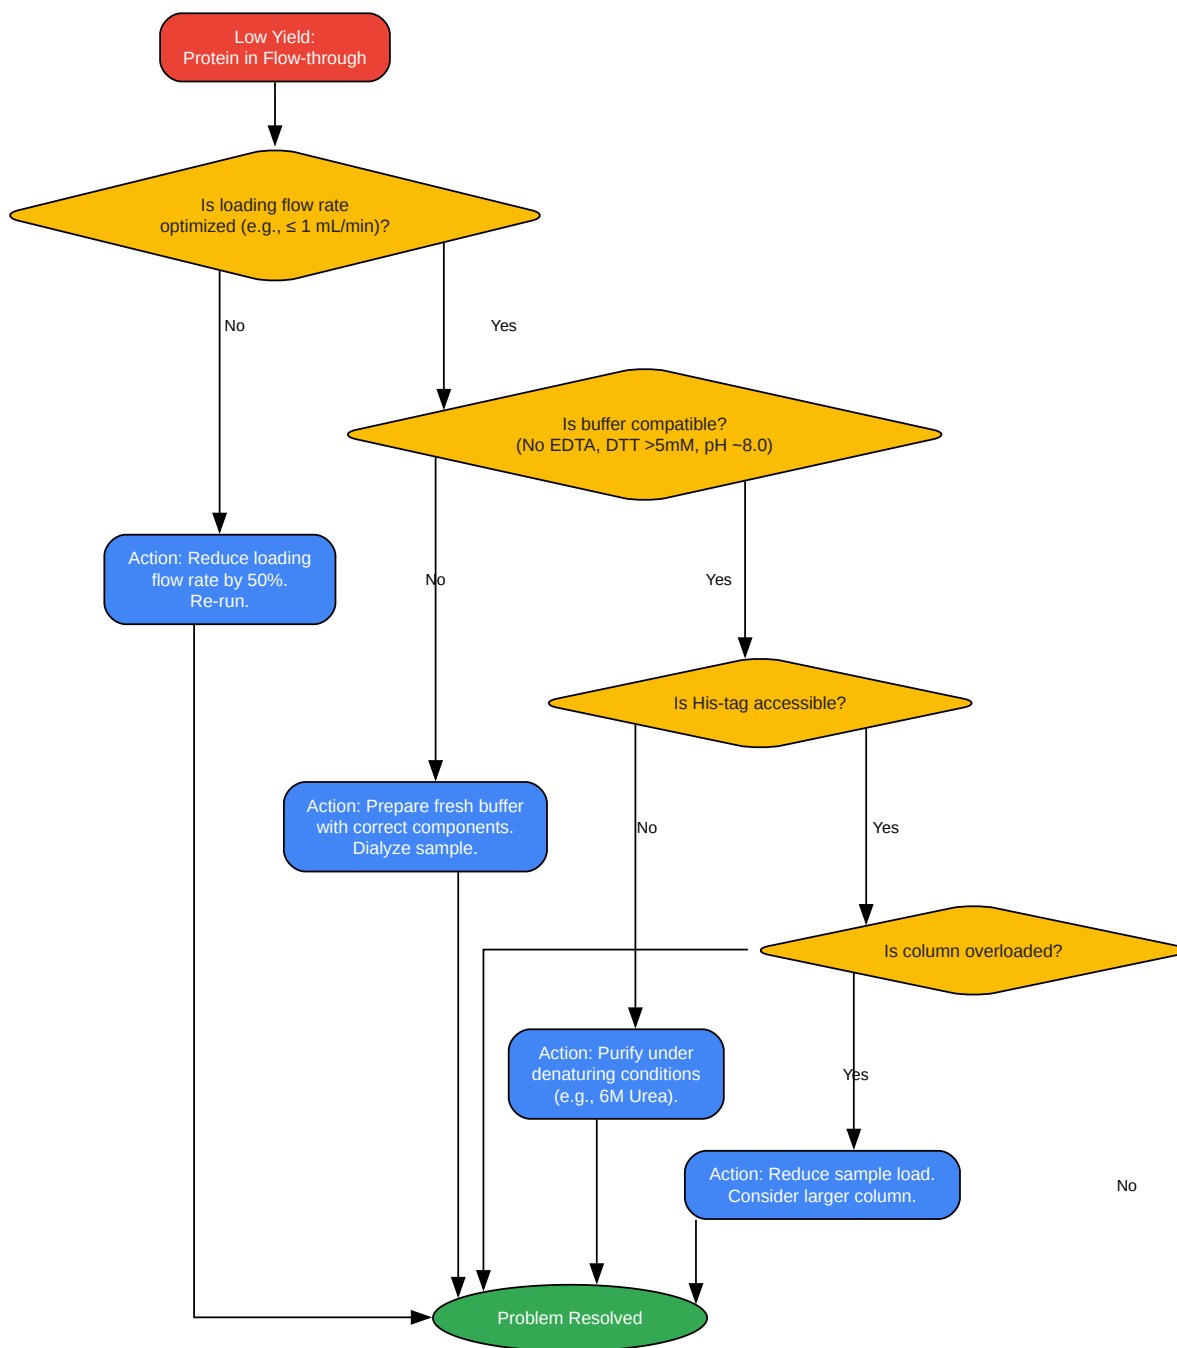 Low Yield:
Protein in Flow-through
Is loading flow rate
optimized (e.g., ≤ 1 mL/min)?
No
Yes
Is buffer compatible?
(No EDTA, DTT >5mM, pH ~8.0)
Action: Reduce loading
flow rate by 50%.
Re-run.
No
Yes
Is His-tag accessible?
Action: Prepare fresh buffer
with correct components.
Dialyze sample.
No
Yes
Is column overloaded?
Action: Purify under
denaturing conditions
(e.g., 6M Urea).
Yes
Action: Reduce sample load.
Consider larger column.
No
Problem Resolved